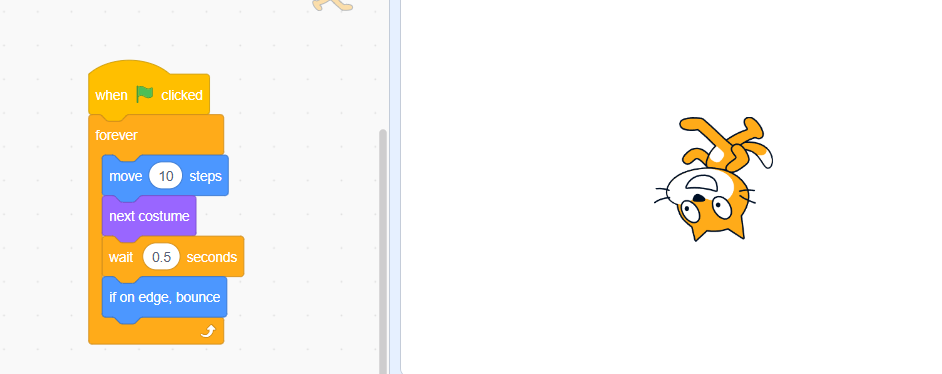 when clicked
forever
move 10 steps
next costume
wait 0.5 seconds
if on edge, bounce